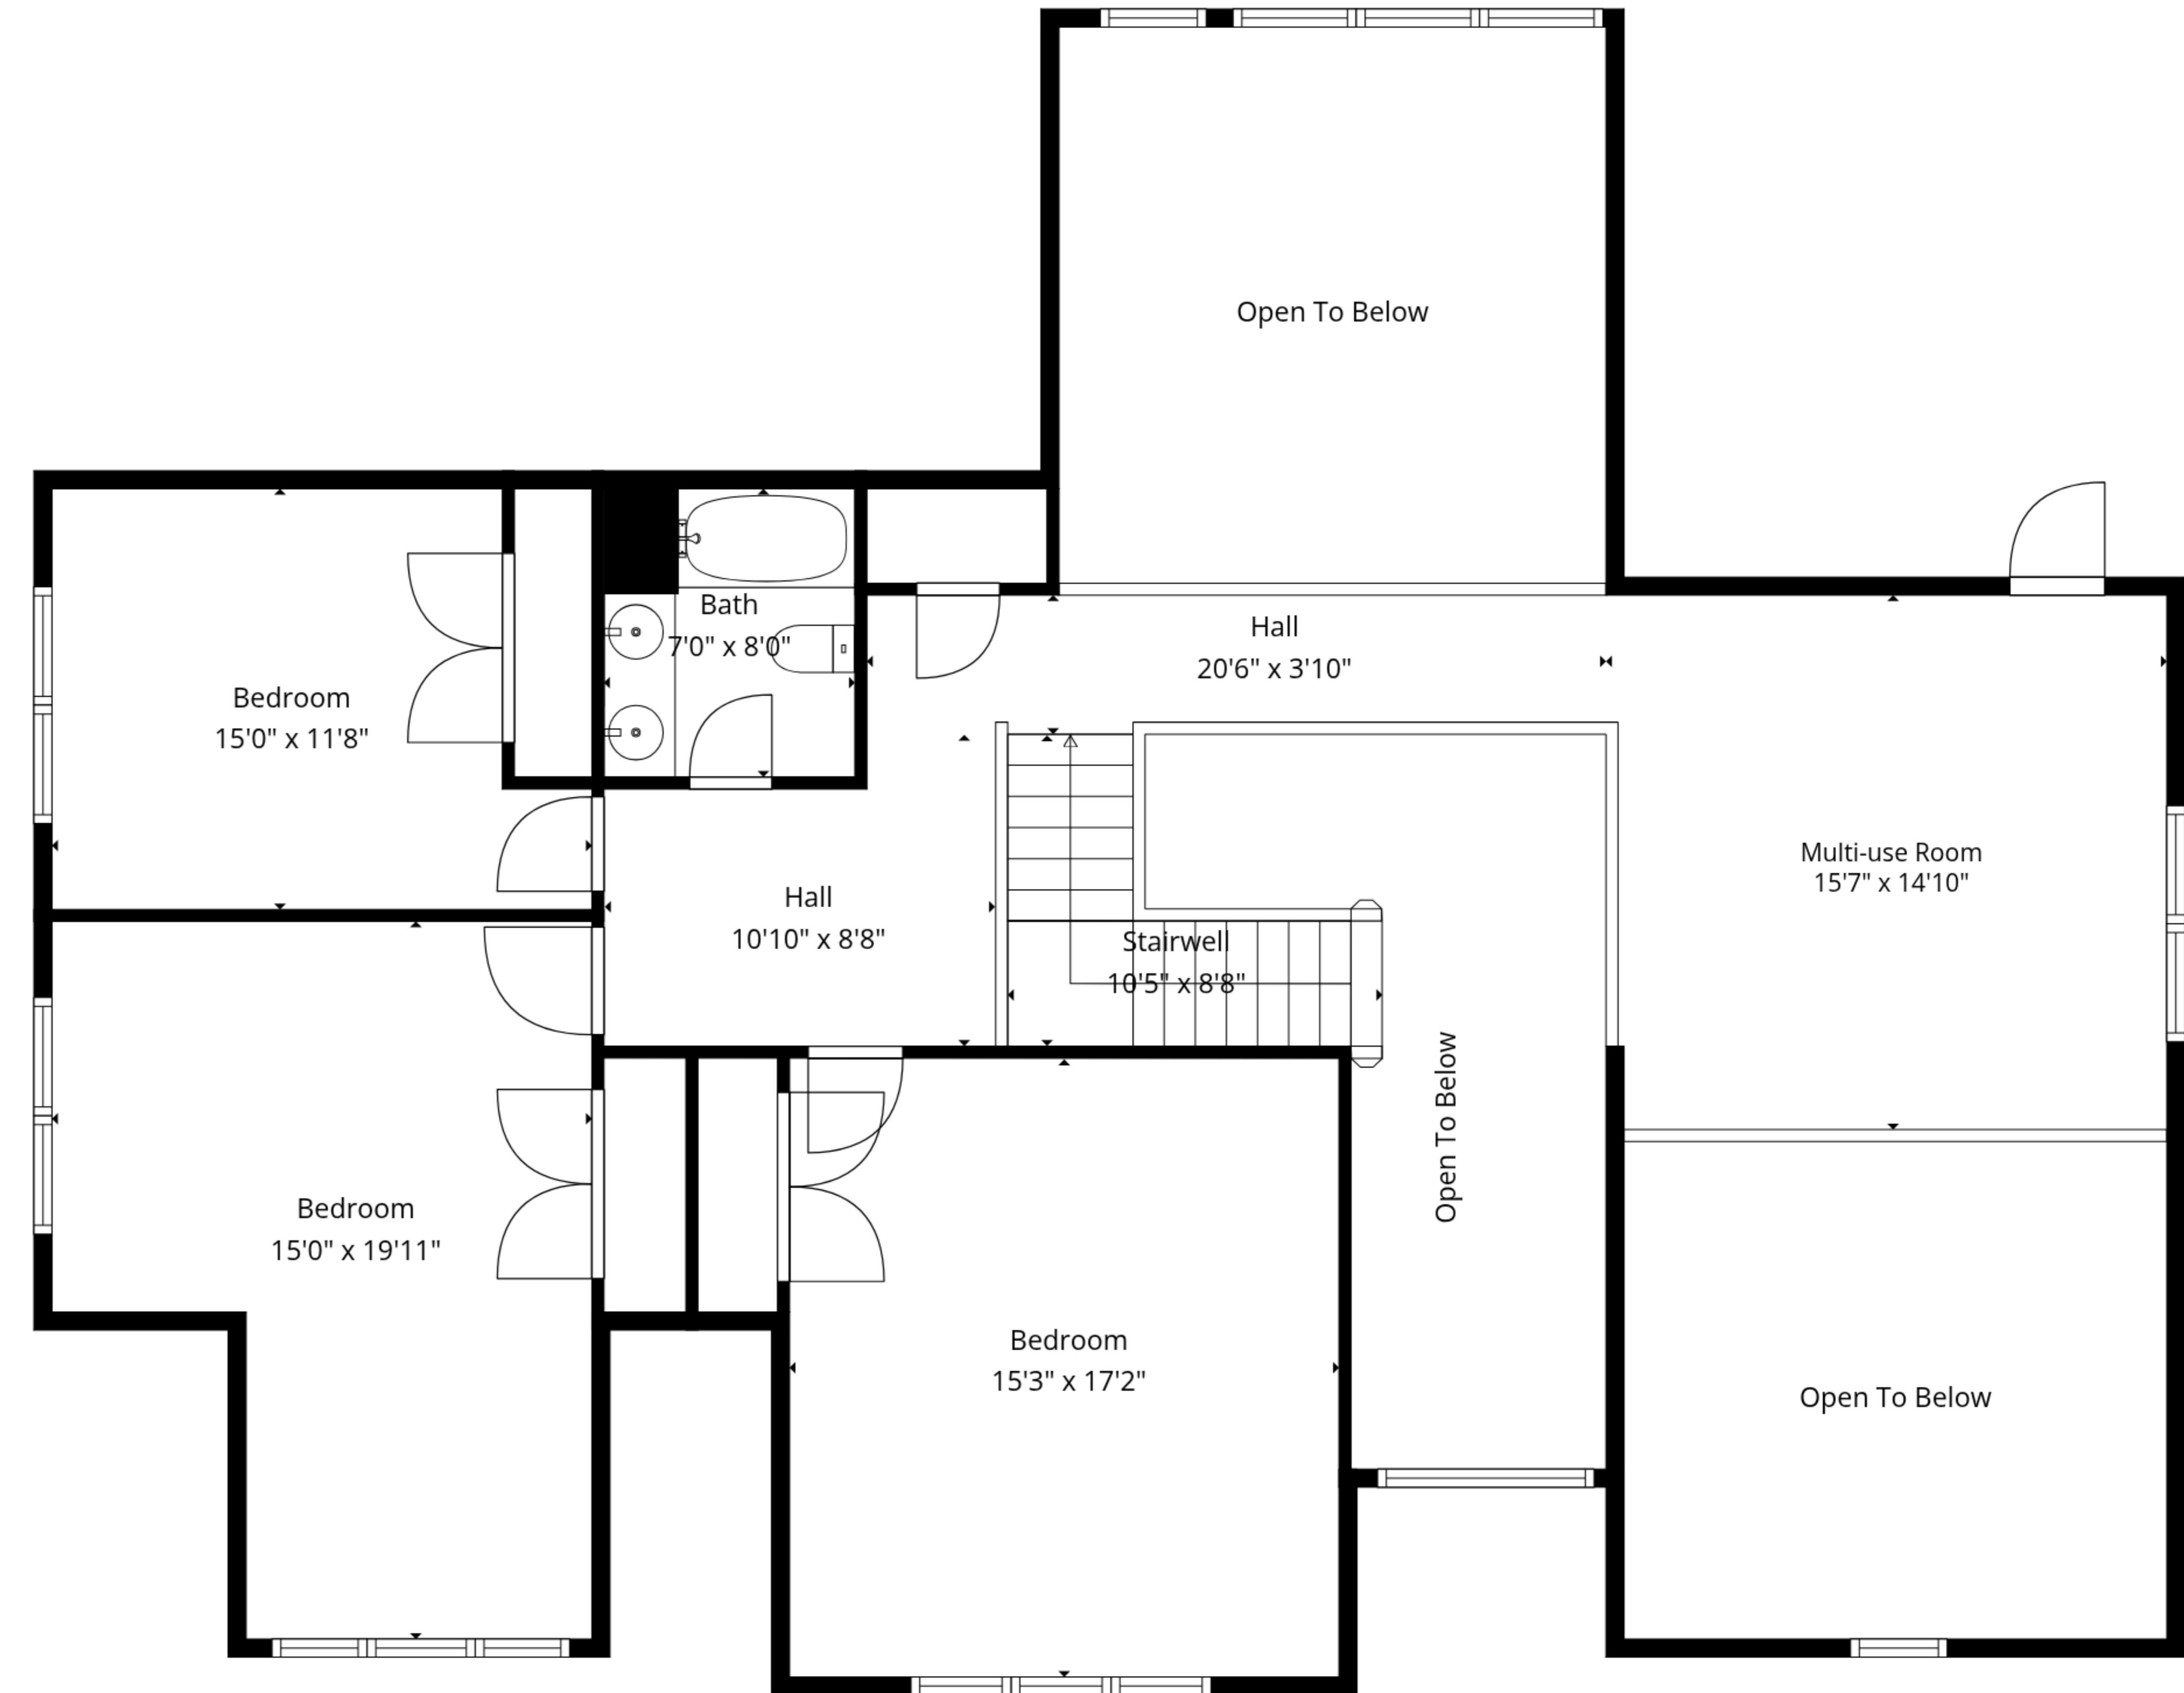 Open To Below
Bath
7'0" x 8'0"
Hall
20'6" x 3'10"
Bedroom
15'0" x 11'8"
Multi-use Room
15'7" x 14'10"
Hall
10'10" x 8'8"
Stairwell
10'5" x 8'8"
Open To Below
Bedroom
15'0" x 19'11"
Bedroom
15'3" x 17'2"
Open To Below